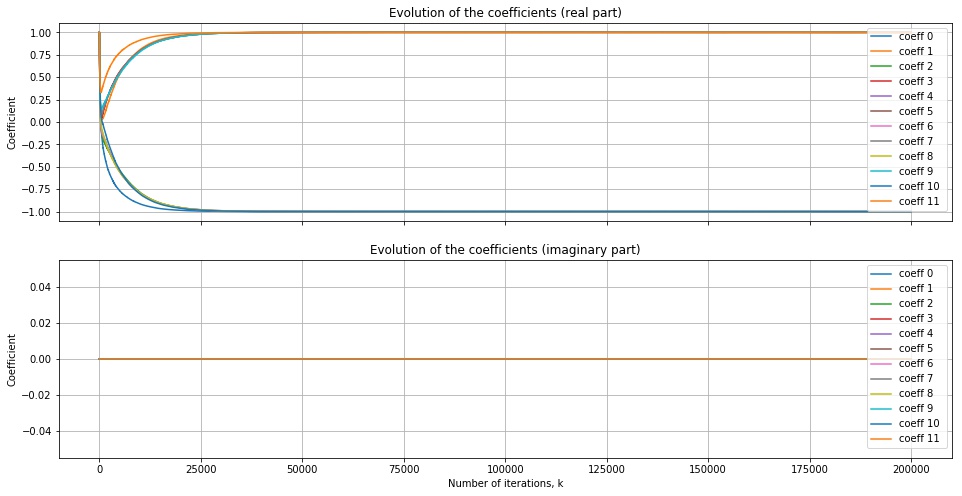 Evolution of the coefficients (real part)
Coefficient
1.00
0.75
0.50
0.25
0.00
−0.25
−0.50
−0.75
−1.00
coeff 0
coeff 1
coeff 2
coeff 3
coeff 4
coeff 5
coeff 6
coeff 7
coeff 8
coeff 9
coeff 10
coeff 11
Evolution of the coefficients (imaginary part)
Coefficient
0.04
0.02
0.00
−0.02
−0.04
coeff 0
coeff 1
coeff 2
coeff 3
coeff 4
coeff 5
coeff 6
coeff 7
coeff 8
coeff 9
coeff 10
coeff 11
0 25000 50000 75000 100000 125000 150000 175000 200000
Number of iterations, k